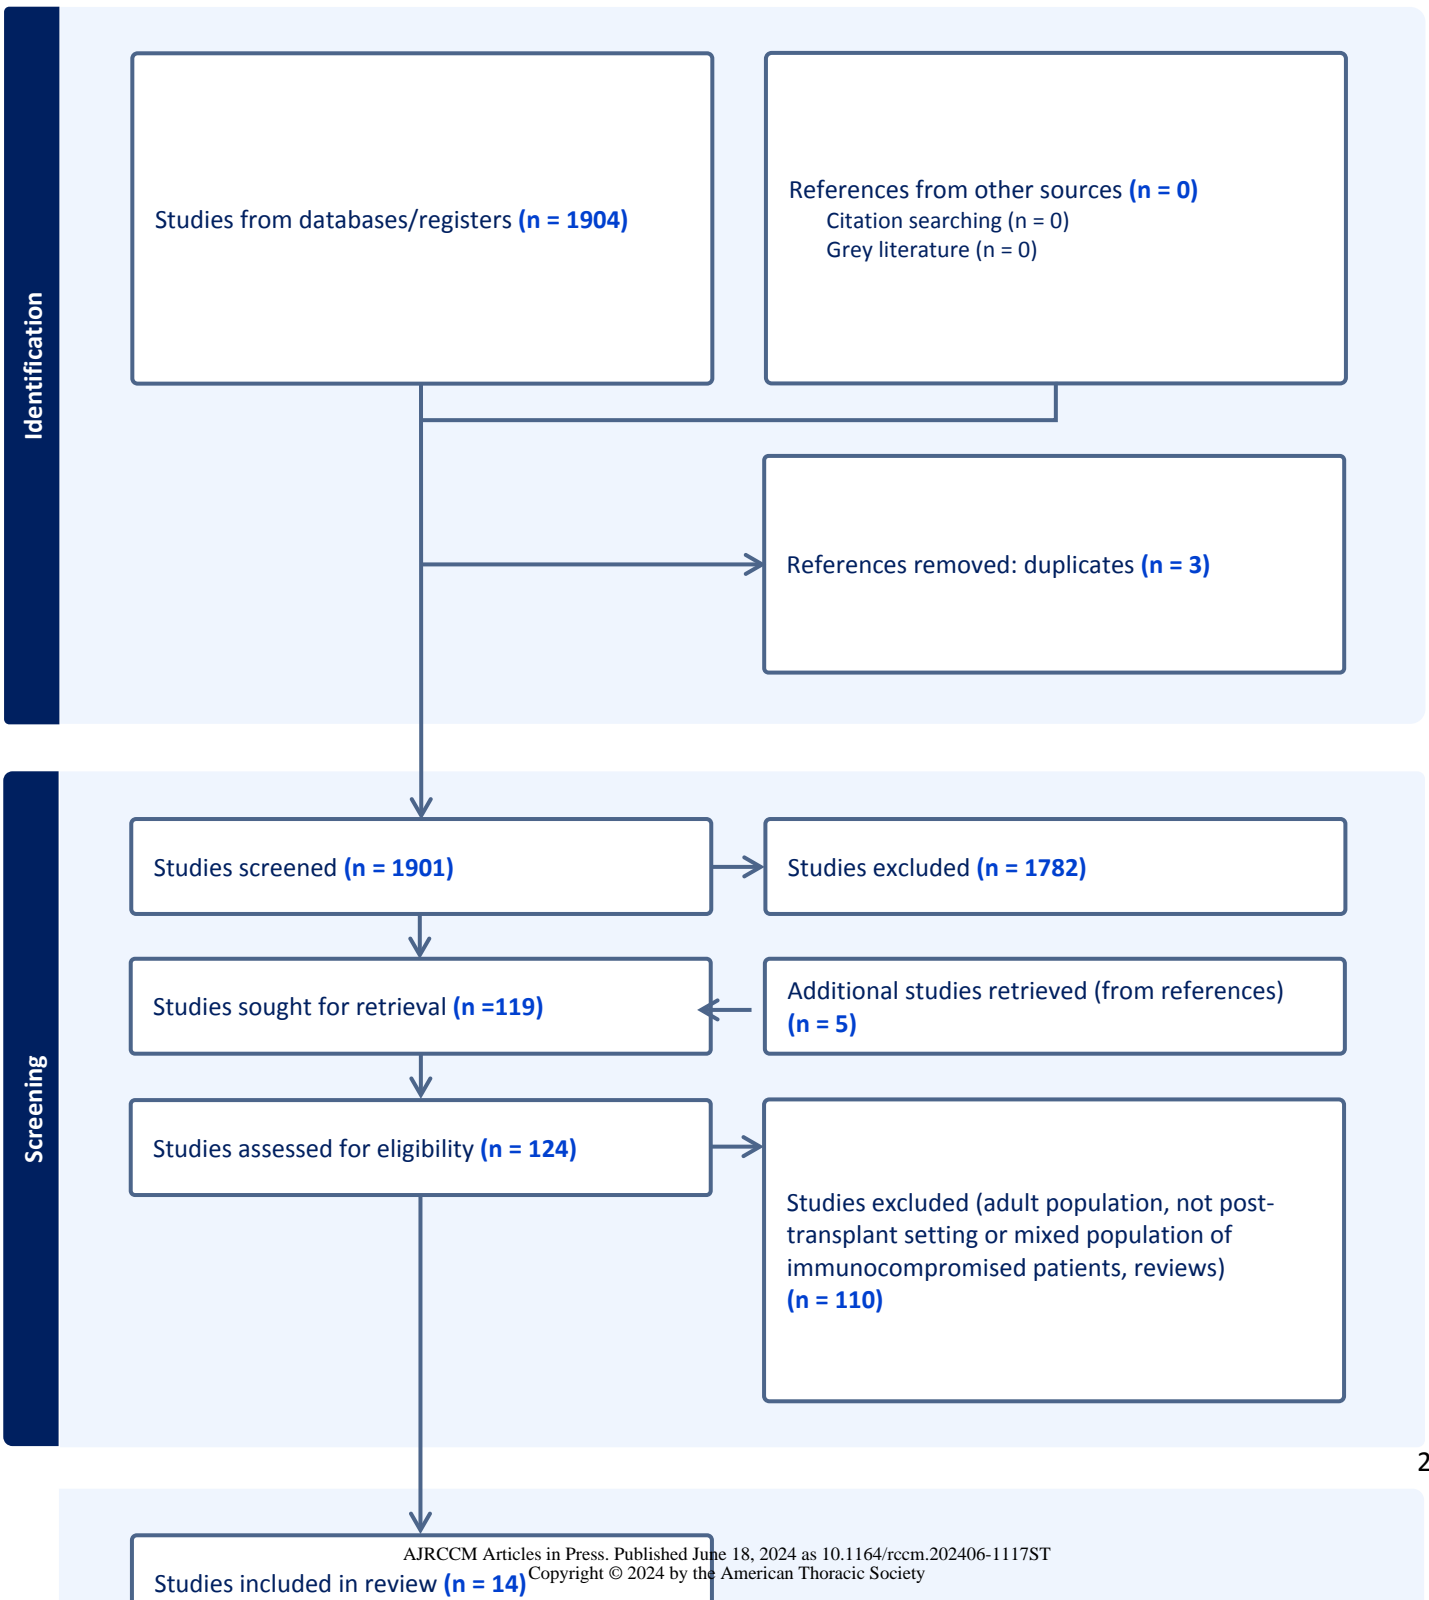 Identification
Studies from databases/registers (n = 1904)
References from other sources (n = 0)
Citation searching (n = 0)
Grey literature (n = 0)
References removed: duplicates (n = 3)
Screening
Studies screened (n = 1901)
Studies excluded (n = 1782)
Studies sought for retrieval (n =119)
Additional studies retrieved (from references)
(n = 5)
Studies assessed for eligibility (n = 124)
Studies excluded (adult population, not post-
transplant setting or mixed population of
immunocompromised patients, reviews)
(n = 110)
2
Studies included in review (n = 14)
AJRCCM Articles in Press. Published June 18, 2024 as 10.1164/rccm.202406-1117ST
Copyright © 2024 by the American Thoracic Society